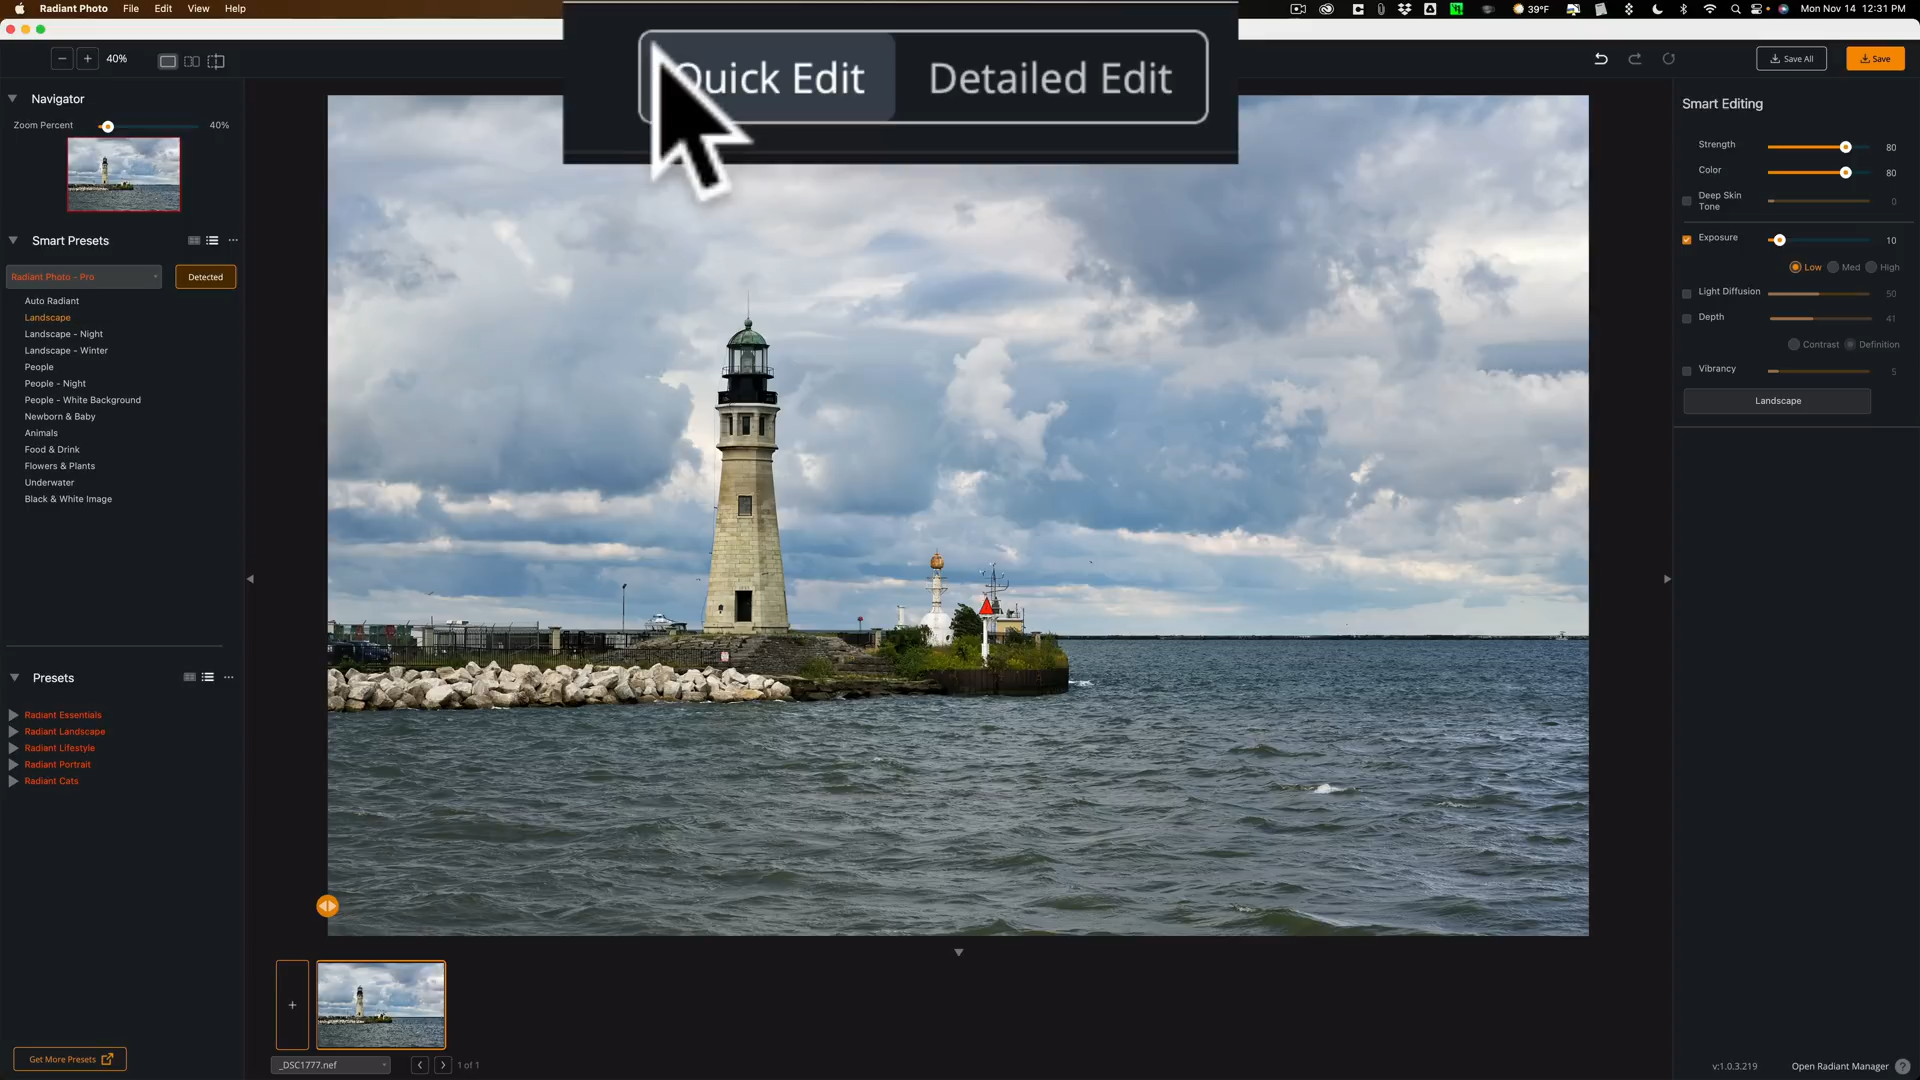 Radiant Photo File Edit View Help
39°F Mon Nov 14 12:31 PM
40%
Quick Edit Detailed Edit
Save All Save
Navigator
Zoom Percent 40%
Smart Presets
Radiant Photo - Pro Detected
Auto Radiant
Landscape
Landscape - Night
Landscape - Winter
People
People - Night
People - White Background
Newborn & Baby
Animals
Food & Drink
Flowers & Plants
Underwater
Black & White Image
Presets
Radiant Essentials
Radiant Landscape
Radiant Lifestyle
Radiant Portrait
Radiant Cats
Get More Presets
+
_DSC1777.nef
1 of 1
Smart Editing
Strength 80
Color 80
Deep Skin
Tone 0
Exposure 10
Low Med High
Light Diffusion 50
Depth 41
Contrast Definition
Vibrancy 5
Landscape
v:1.0.3.219 Open Radiant Manager ?